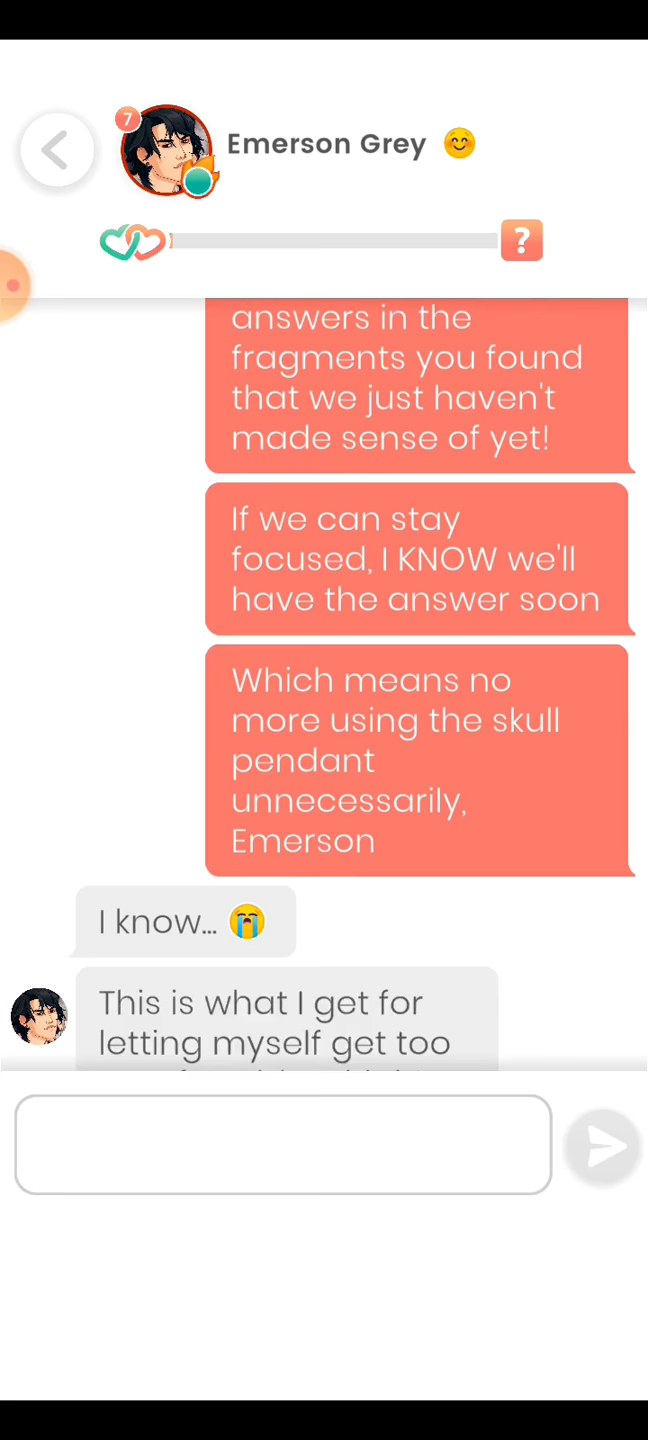 7
Emerson Grey 😊
?
answers in the
fragments you found
that we just haven't
made sense of yet!
If we can stay
focused, I KNOW we'll
have the answer soon
Which means no
more using the skull
pendant
unnecessarily,
Emerson
I know... 😭
This is what I get for
letting myself get too